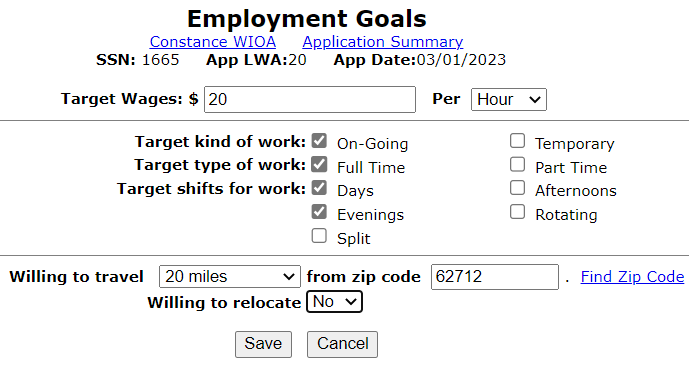 Employment Goals
Constance WIOA Application Summary
SSN: 1665 App LWA:20 App Date:03/01/2023
Target Wages: $ 20 Per Hour
Target kind of work: On-Going Temporary
Target type of work: Full Time Part Time
Target shifts for work: Days Afternoons
Evenings Rotating
Split
Willing to travel 20 miles from zip code 62712 . Find Zip Code
Willing to relocate No
Save Cancel